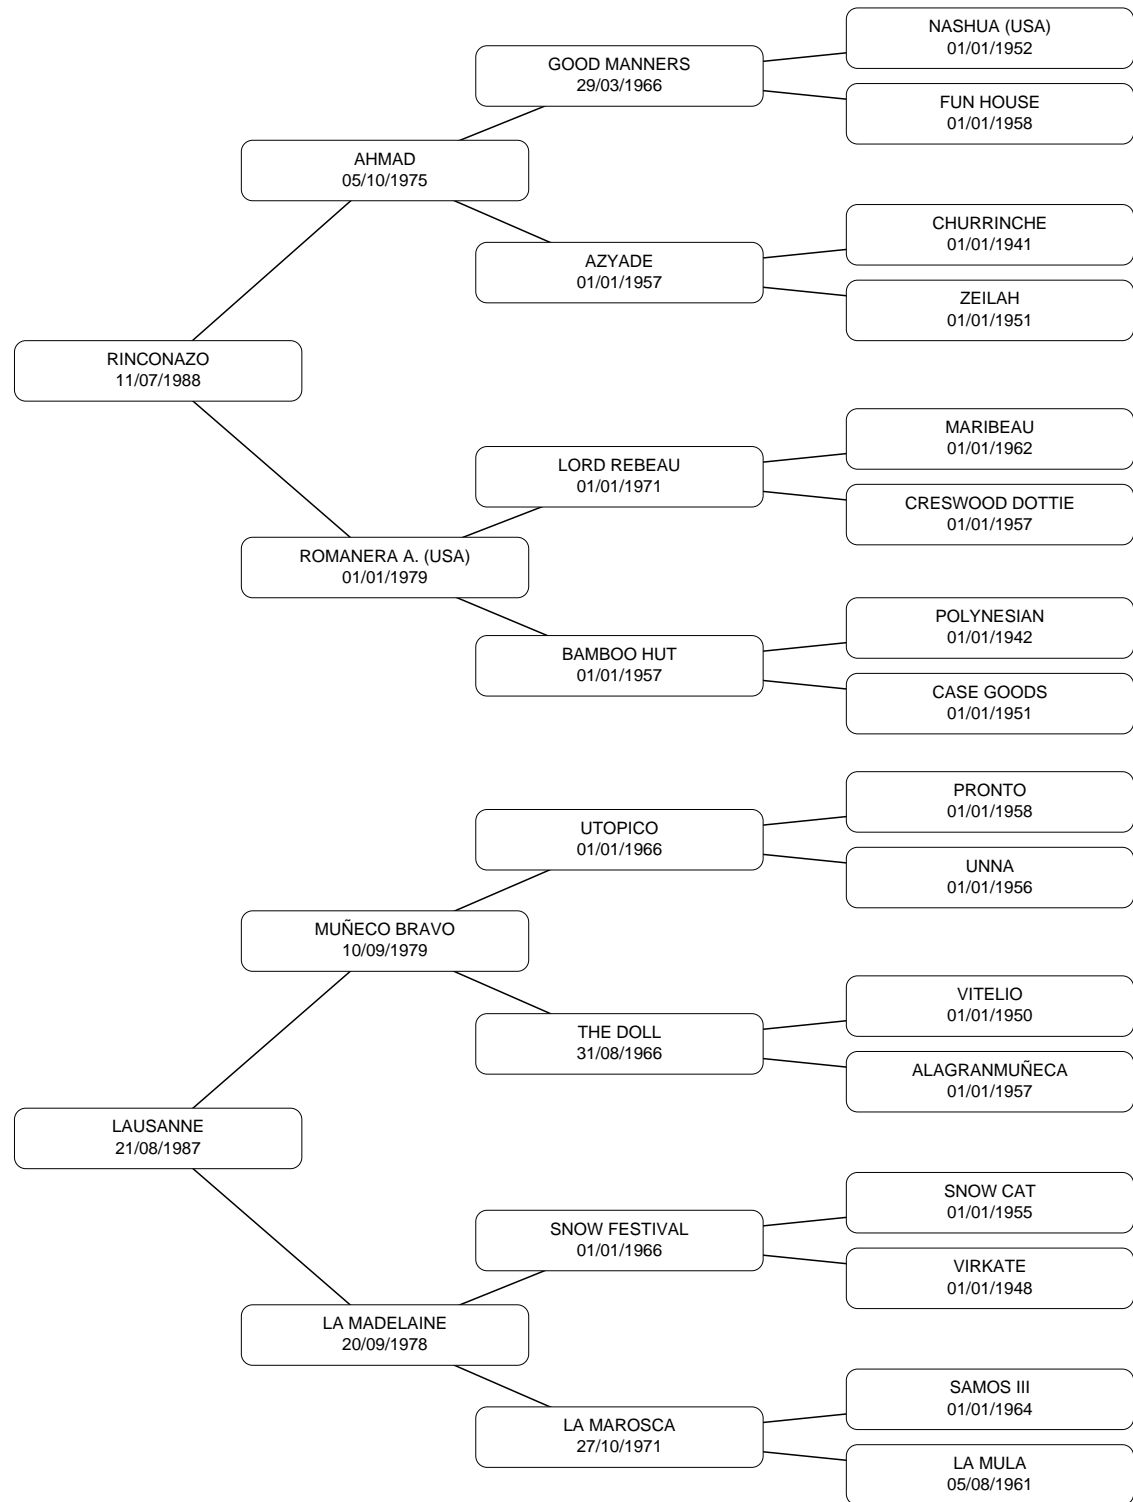 NASHUA (USA)
01/01/1952
GOOD MANNERS
29/03/1966
FUN HOUSE
01/01/1958
AHMAD
05/10/1975
CHURRINCHE
01/01/1941
AZYADE
01/01/1957
ZEILAH
01/01/1951
RINCONAZO
11/07/1988
MARIBEAU
01/01/1962
LORD REBEAU
01/01/1971
CRESWOOD DOTTIE
01/01/1957
ROMANERA A. (USA)
01/01/1979
POLYNESIAN
01/01/1942
BAMBOO HUT
01/01/1957
CASE GOODS
01/01/1951
PRONTO
01/01/1958
UTOPICO
01/01/1966
UNNA
01/01/1956
MUÑECO BRAVO
10/09/1979
VITELIO
01/01/1950
THE DOLL
31/08/1966
ALAGRANMUÑECA
01/01/1957
LAUSANNE
21/08/1987
SNOW CAT
01/01/1955
SNOW FESTIVAL
01/01/1966
VIRKATE
01/01/1948
LA MADELAINE
20/09/1978
SAMOS III
01/01/1964
LA MAROSCA
27/10/1971
LA MULA
05/08/1961